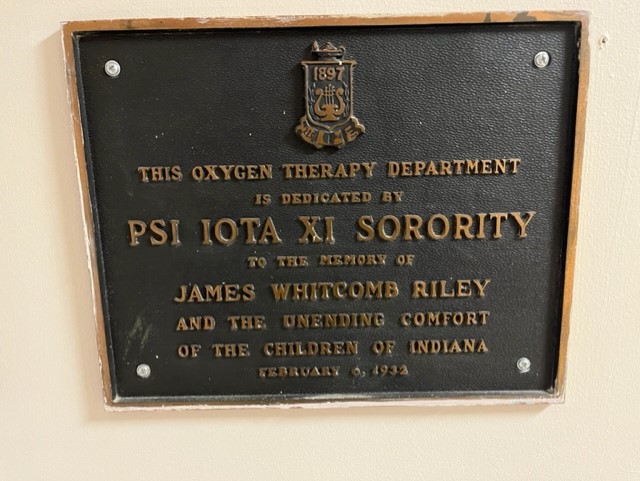 1897
THIS OXYGEN THERAPY DEPARTMENT
IS DEDICATED BY
PSI IOTA XI SORORITY
TO THE MEMORY OF
JAMES WHITCOMB RILEY
AND THE UNENDING COMFORT
OF THE CHILDREN OF INDIANA
FEBRUARY 6, 1932